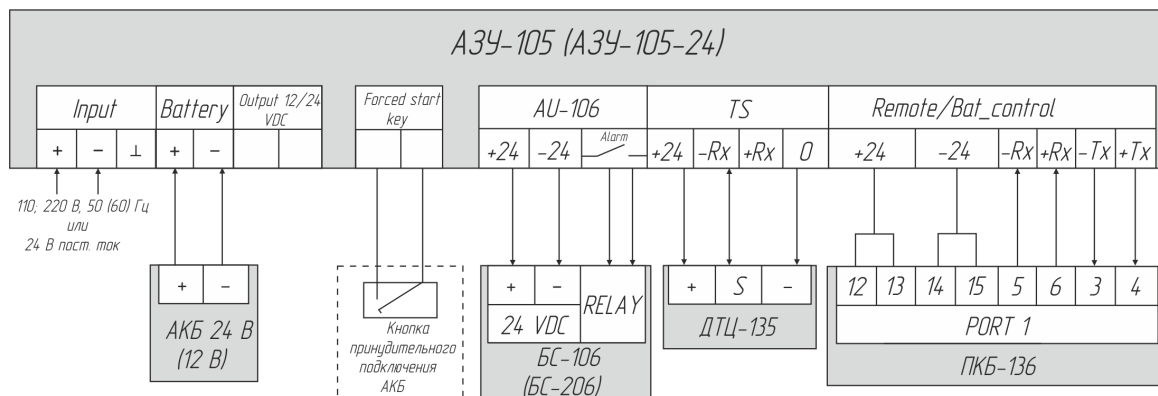 АЗУ-105 (АЗУ-105-24)
Input Battery Output 12/24 VDC
+ - ⊥ + -
Forced start key
AU-106 TS Remote/Bat_control
+24 -24 Alarm +24 -Rx +Rx 0 +24 -24 -Rx +Rx -Tx +Tx
110; 220 В, 50 (60) Гц
или
24 В пост. ток
+ -
АКБ 24 В
(12 В)
Кнопка
принудительного
подключения
АКБ
+ - RELAY
24 VDC
БС-106
(БС-206)
+ S -
ДТЦ-135
12 13 14 15 5 6 3 4
PORT 1
ПКБ-136